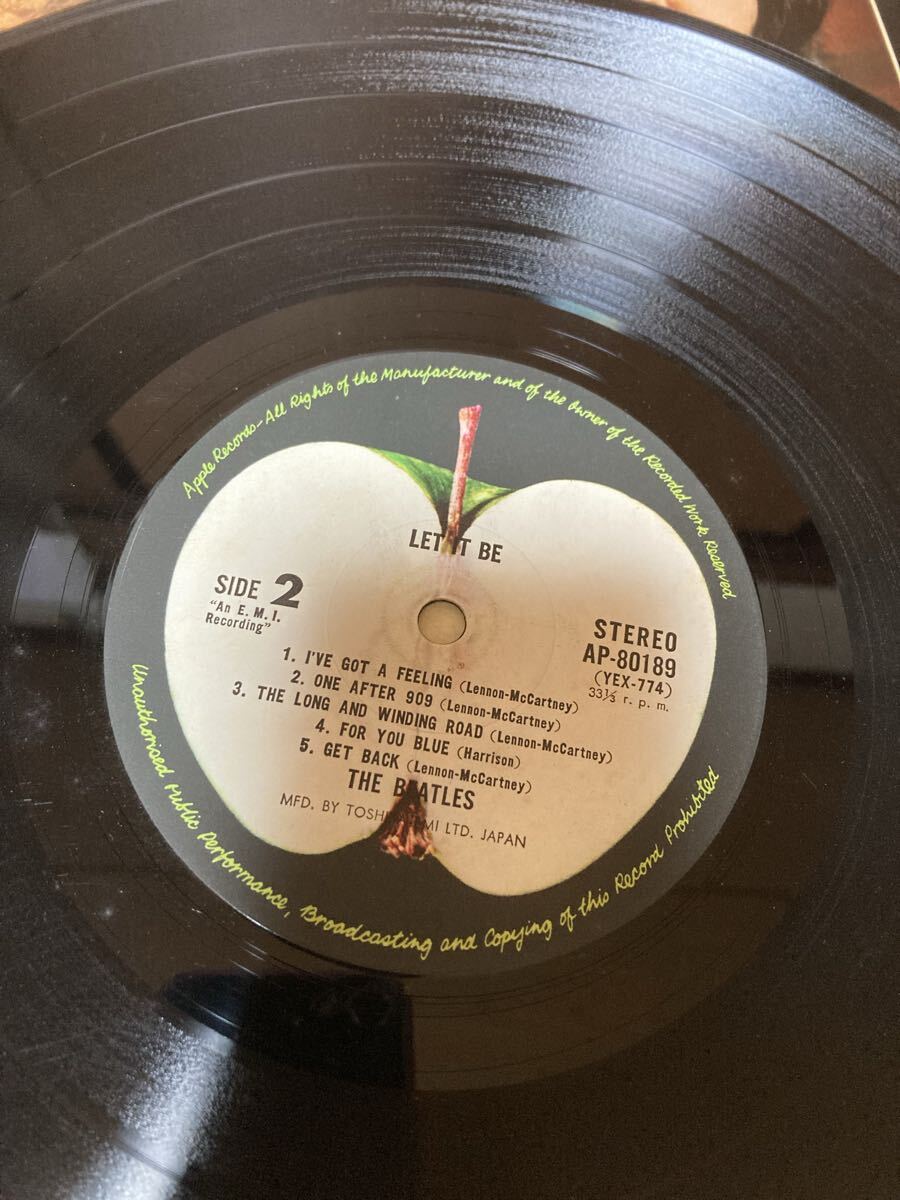 Apple Records-All Rights of the Manufacturer and of the Owner of the Recorded Work Reserved
LET IT BE
SIDE 2
"An E. M. I. Recording"
STEREO
AP-80189
(YEX-774)
33⅓ r. p. m.
1. I'VE GOT A FEELING (Lennon-McCartney)
2. ONE AFTER 909 (Lennon-McCartney)
3. THE LONG AND WINDING ROAD (Lennon-McCartney)
4. FOR YOU BLUE (Harrison)
5. GET BACK (Lennon-McCartney)
THE BEATLES
MFD. BY TOSHIBA EMI LTD. JAPAN
Unauthorised Public Performance, Broadcasting and Copying of this Record Prohibited